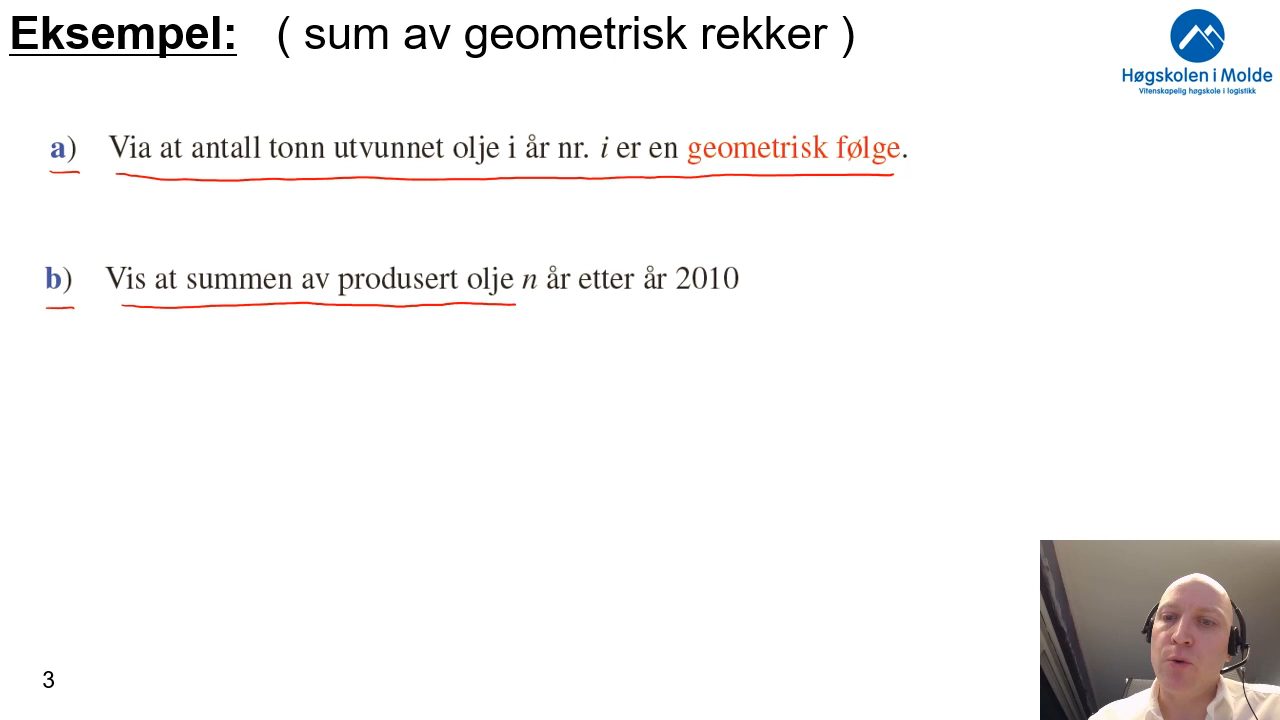 Eksempel: ( sum av geometrisk rekker )
Høgskolen i Molde
Vitenskapelig høgskole i logistikk
a) Via at antall tonn utvunnet olje i år nr. i er en geometrisk følge.
b) Vis at summen av produsert olje n år etter år 2010
3